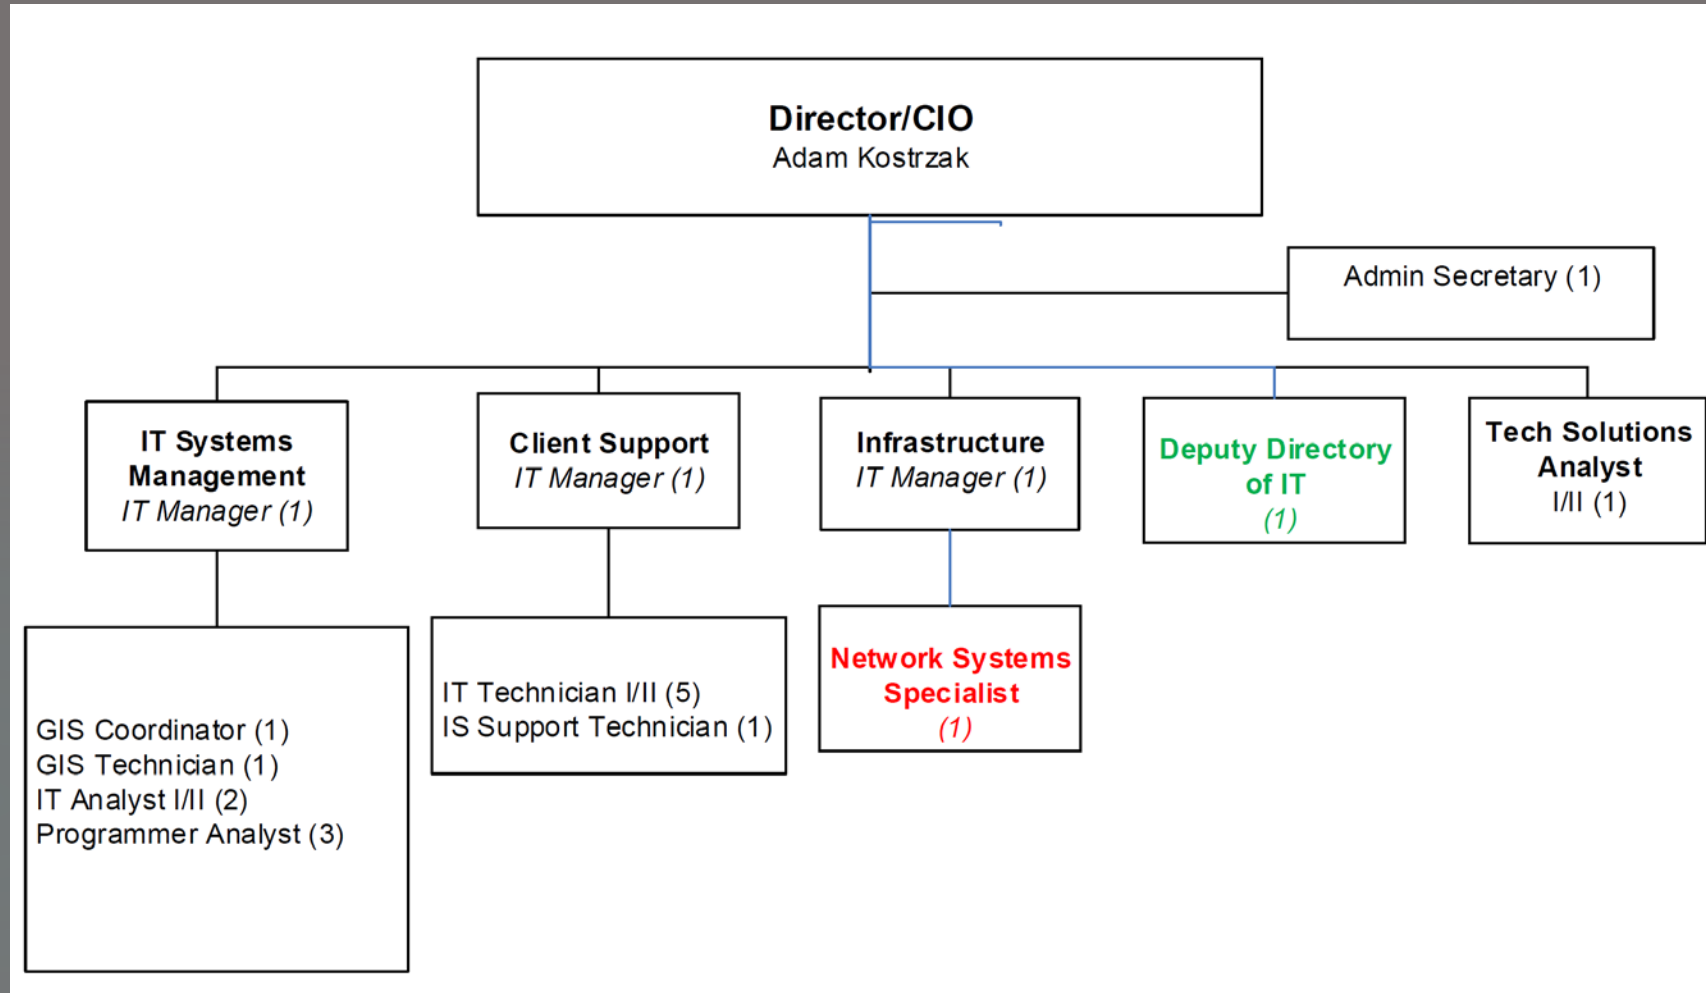 Director/CIO
Adam Kostrzak
Admin Secretary (1)
IT Systems
Management
IT Manager (1)
Client Support
IT Manager (1)
Infrastructure
IT Manager (1)
Deputy Directory
of IT
(1)
Tech Solutions
Analyst
I/II (1)
GIS Coordinator (1)
GIS Technician (1)
IT Analyst I/II (2)
Programmer Analyst (3)
IT Technician I/II (5)
IS Support Technician (1)
Network Systems
Specialist
(1)